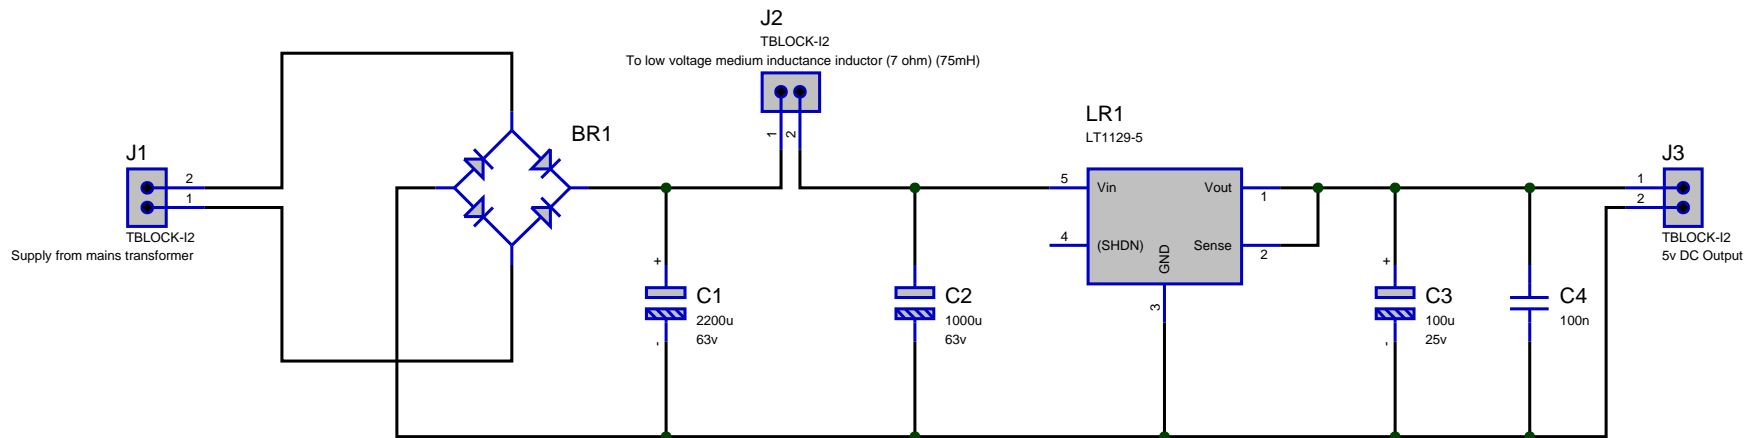 J1
2
1
TBLOCK-I2
Supply from mains transformer
BR1
J2
TBLOCK-I2
To low voltage medium inductance inductor (7 ohm) (75mH)
1
2
+
C1
2200u
63v
-
C2
1000u
63v
LR1
LT1129-5
5
Vin
Vout
1
4
(SHDN)
Sense
2
GND
3
+
C3
100u
25v
-
C4
100n
J3
1
2
TBLOCK-I2
5v DC Output